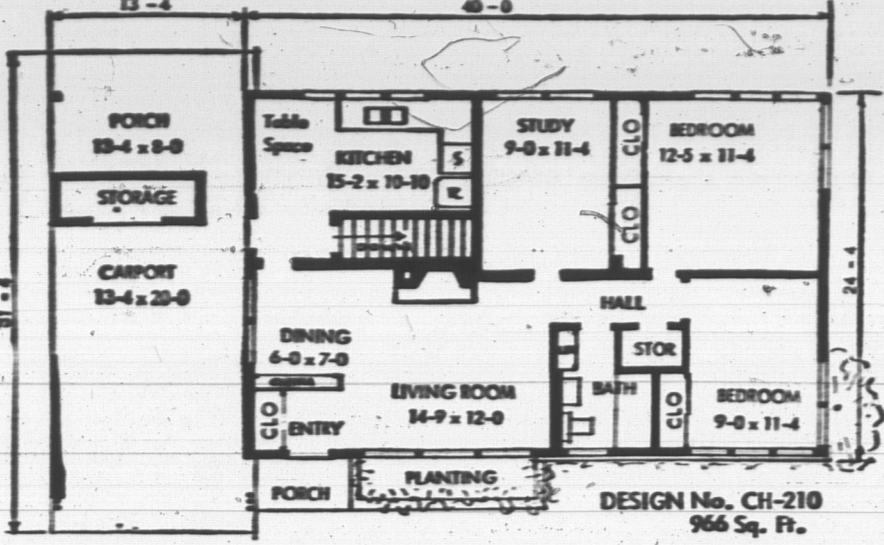 13-4
40-0
PORCH
13-4 x 8-0
STORAGE
CARPORT
13-4 x 20-0
Table
Space
KITCHEN
15-2 x 10-10
S
R
STUDY
9-0 x 11-4
CLO
CLO
BEDROOM
12-5 x 11-4
24-4
HALL
DINING
6-0 x 7-0
LIVING ROOM
14-9 x 12-0
CLO
ENTRY
STOR
BATH
CLO
BEDROOM
9-0 x 11-4
PORCH
PLANTING
DESIGN No. CH-210
966 Sq. Ft.